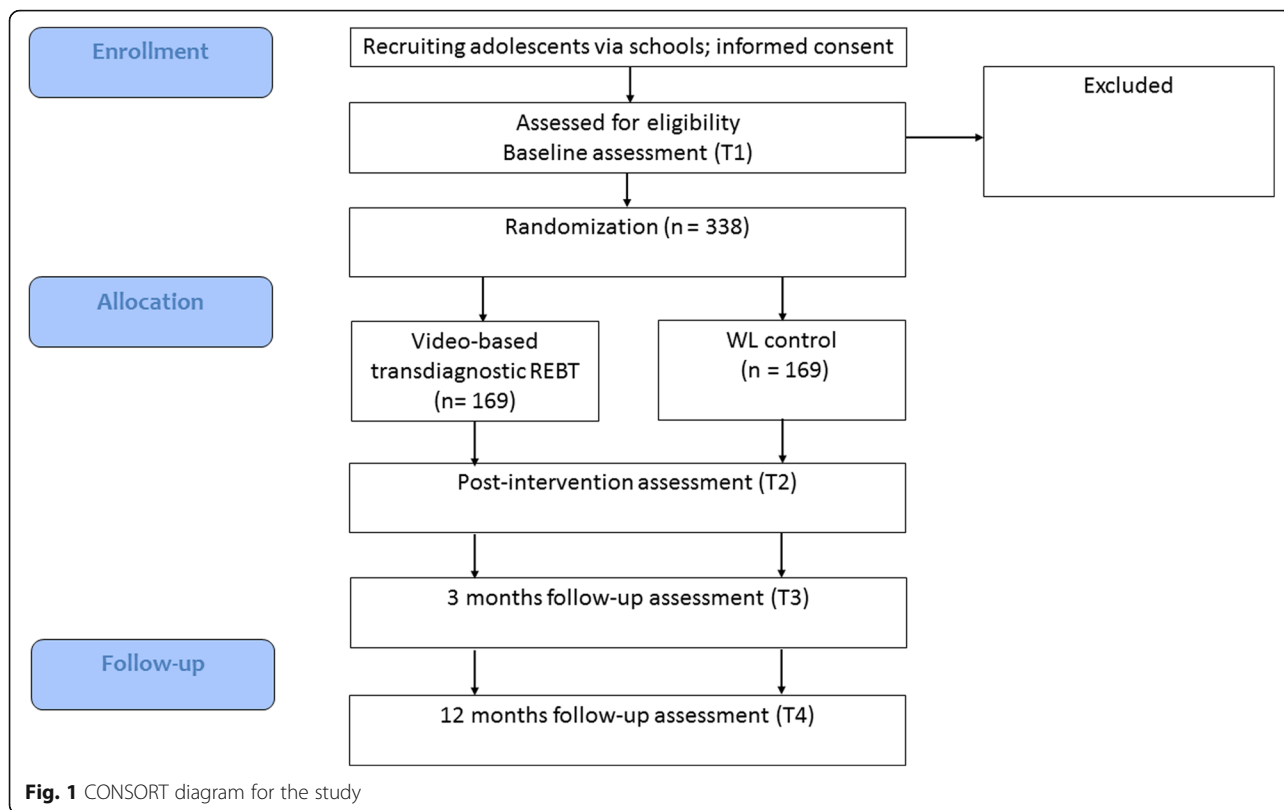 Enrollment
Recruiting adolescents via schools; informed consent
Excluded
Assessed for eligibility
Baseline assessment (T1)
Randomization (n = 338)
Allocation
Video-based
transdiagnostic REBT
(n= 169)
WL control
(n = 169)
Post-intervention assessment (T2)
3 months follow-up assessment (T3)
Follow-up
12 months follow-up assessment (T4)
Fig. 1 CONSORT diagram for the study